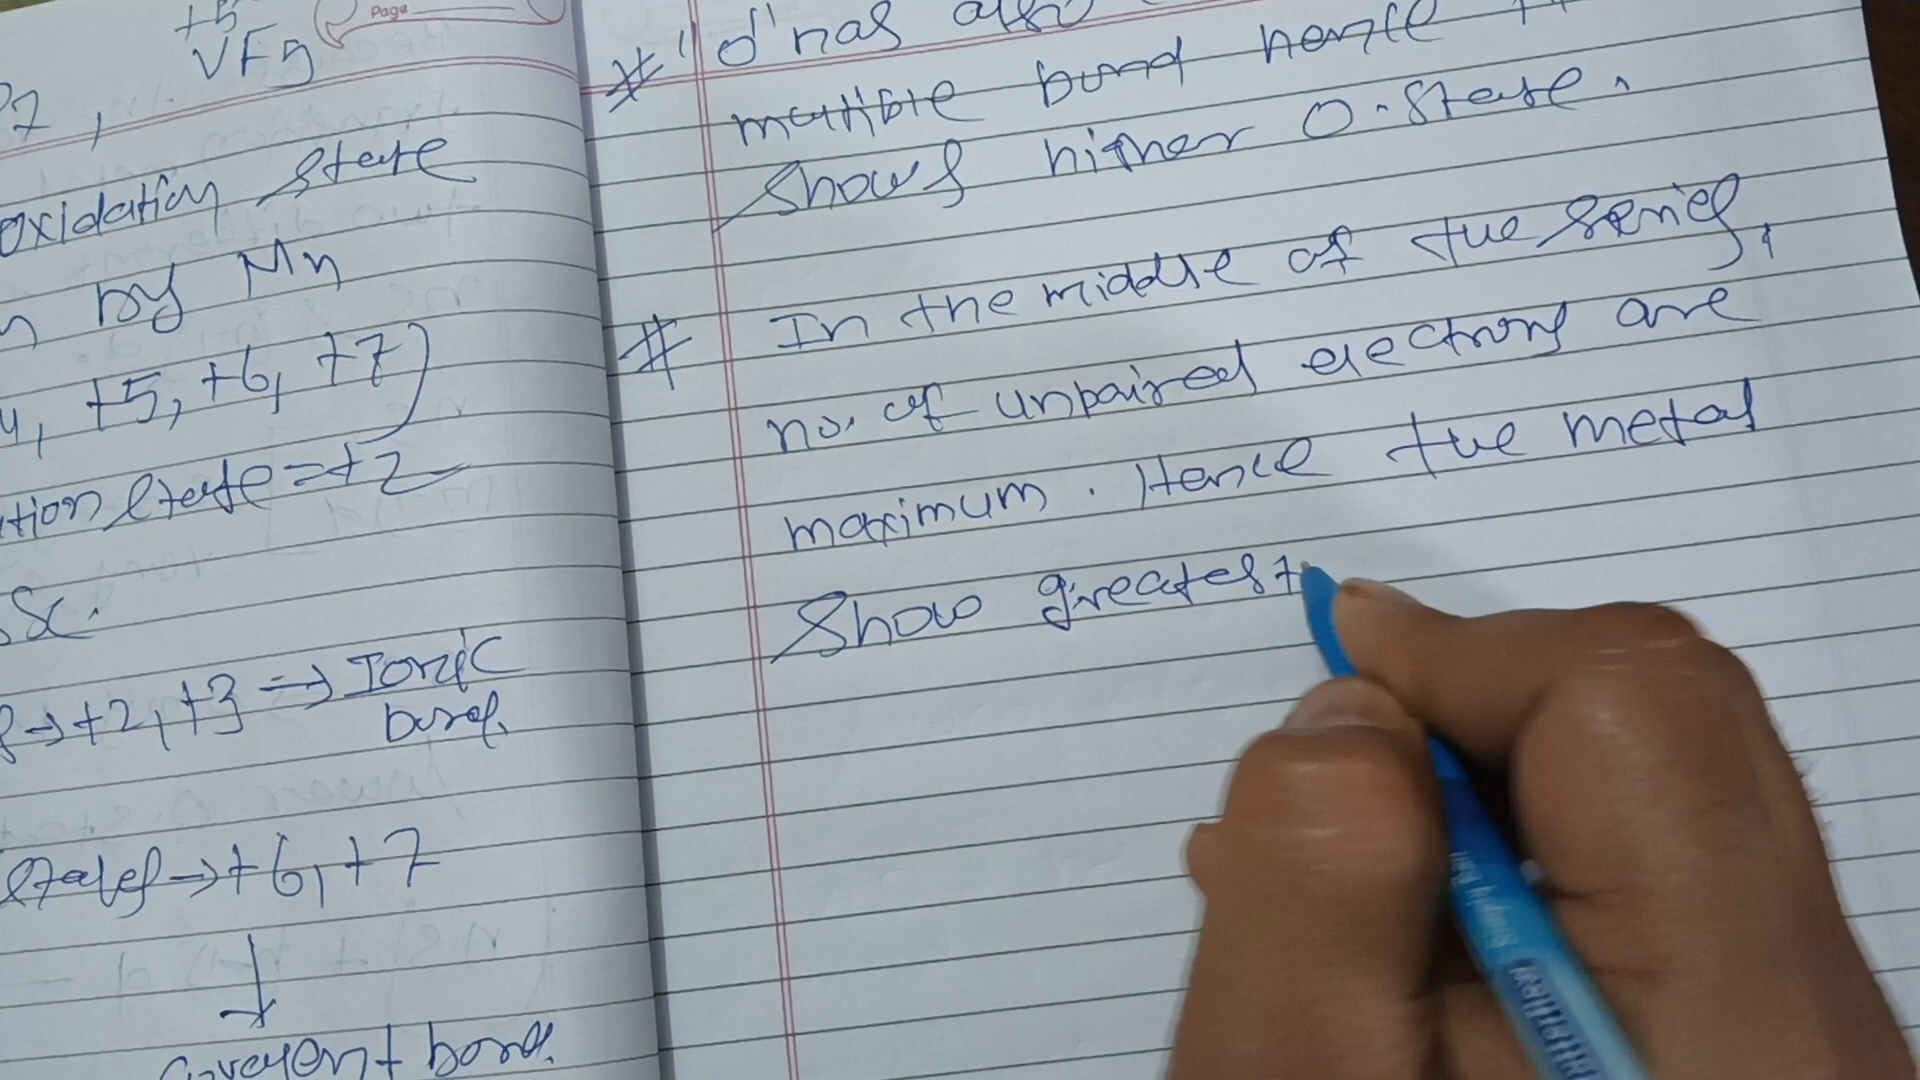 Page
+5
VF5
7,
oxidation state
by Mn
+5, +6, +7)
tion state = +2
Sc.
→ +2, +3 ⇒ Ionic
bond.
states → +6, +7
↓
covalent bond.
# 'O' has also
multiple bond hence
shows higher O. State.
# In the middle of the series,
no. of unpaired electrons are
maximum. Hence the metal
Show greatest